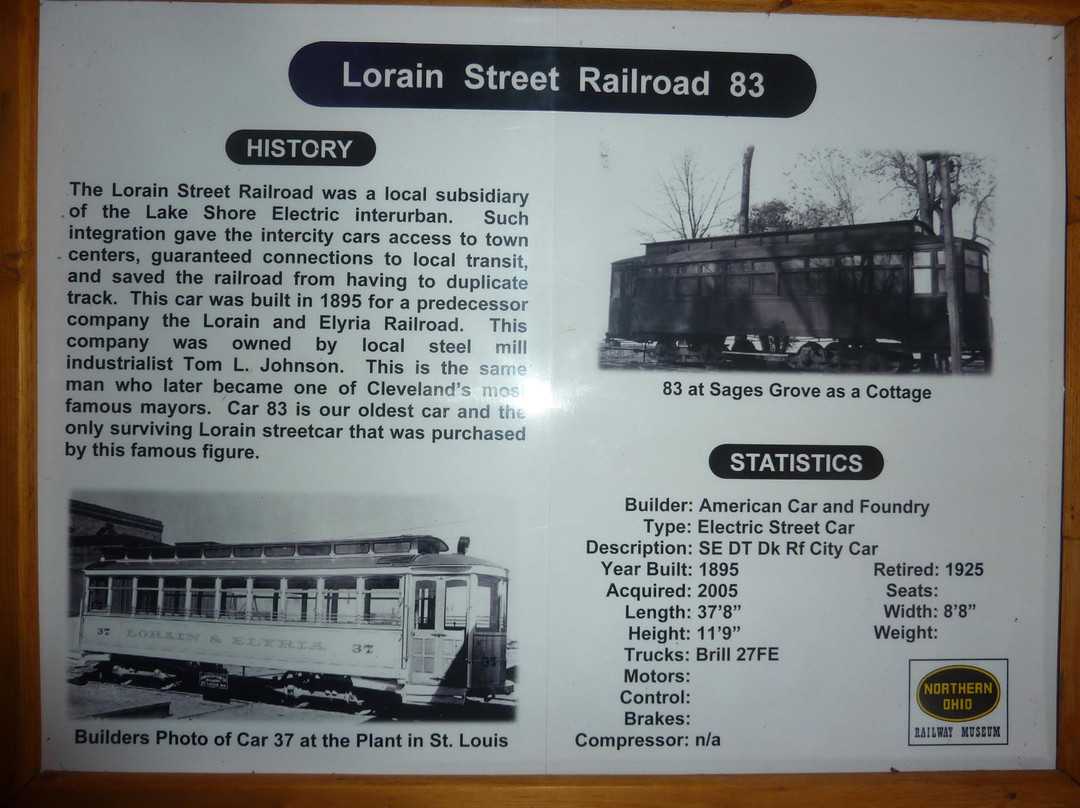 Lorain Street Railroad 83
HISTORY
The Lorain Street Railroad was a local subsidiary
of the Lake Shore Electric interurban. Such
integration gave the intercity cars access to town
centers, guaranteed connections to local transit,
and saved the railroad from having to duplicate
track. This car was built in 1895 for a predecessor
company the Lorain and Elyria Railroad. This
company was owned by local steel mill
industrialist Tom L. Johnson. This is the same
man who later became one of Cleveland's most
famous mayors. Car 83 is our oldest car and the
only surviving Lorain streetcar that was purchased
by this famous figure.
37 LORAIN & ELYRIA 37
37
Builders Photo of Car 37 at the Plant in St. Louis
83 at Sages Grove as a Cottage
STATISTICS
Builder: American Car and Foundry
Type: Electric Street Car
Description: SE DT Dk Rf City Car
Year Built: 1895 Retired: 1925
Acquired: 2005 Seats:
Length: 37'8" Width: 8'8"
Height: 11'9" Weight:
Trucks: Brill 27FE
Motors:
Control:
Brakes:
Compressor: n/a
NORTHERN
OHIO
RAILWAY MUSEUM